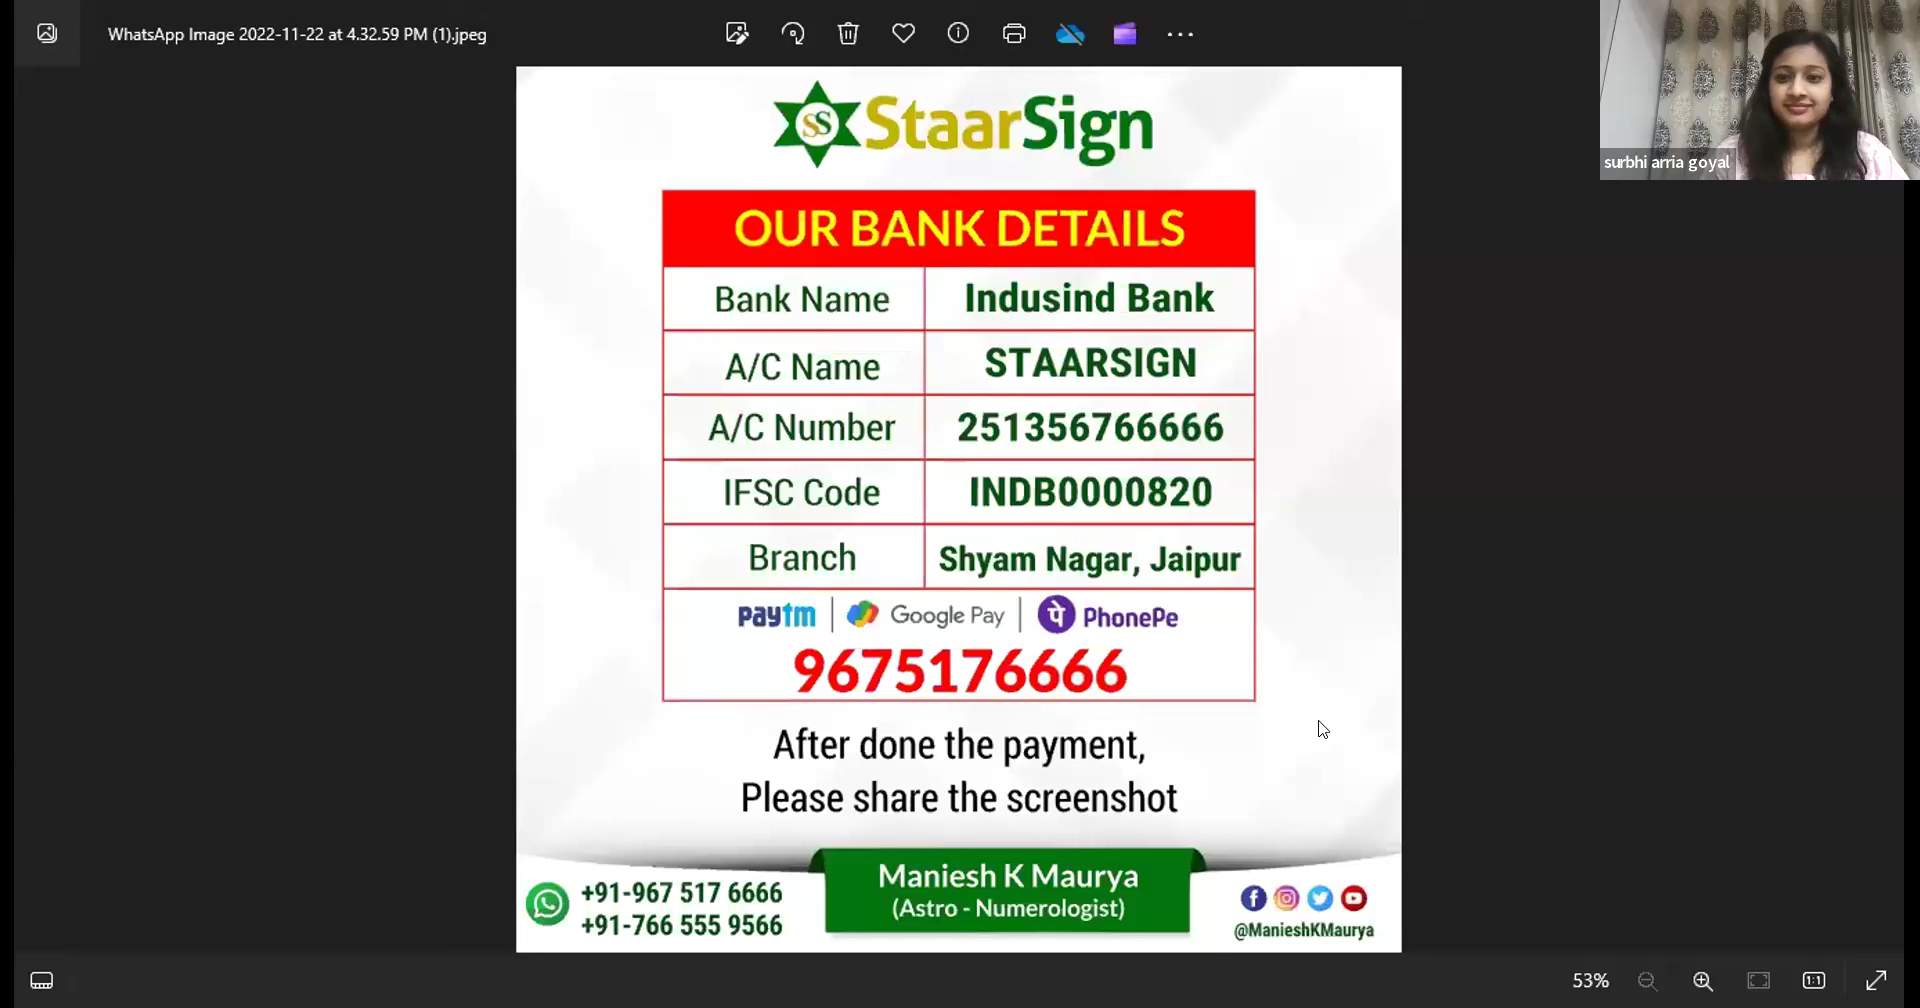 WhatsApp Image 2022-11-22 at 4.32.59 PM (1).jpeg
surbhi arria goyal
SS StaarSign
OUR BANK DETAILS
Bank Name Indusind Bank
A/C Name STAARSIGN
A/C Number 251356766666
IFSC Code INDB0000820
Branch Shyam Nagar, Jaipur
paytm | Google Pay | पे PhonePe
9675176666
After done the payment,
Please share the screenshot
Maniesh K Maurya
(Astro - Numerologist)
+91-967 517 6666
+91-766 555 9566
@ManieshKMaurya
53%
1:1